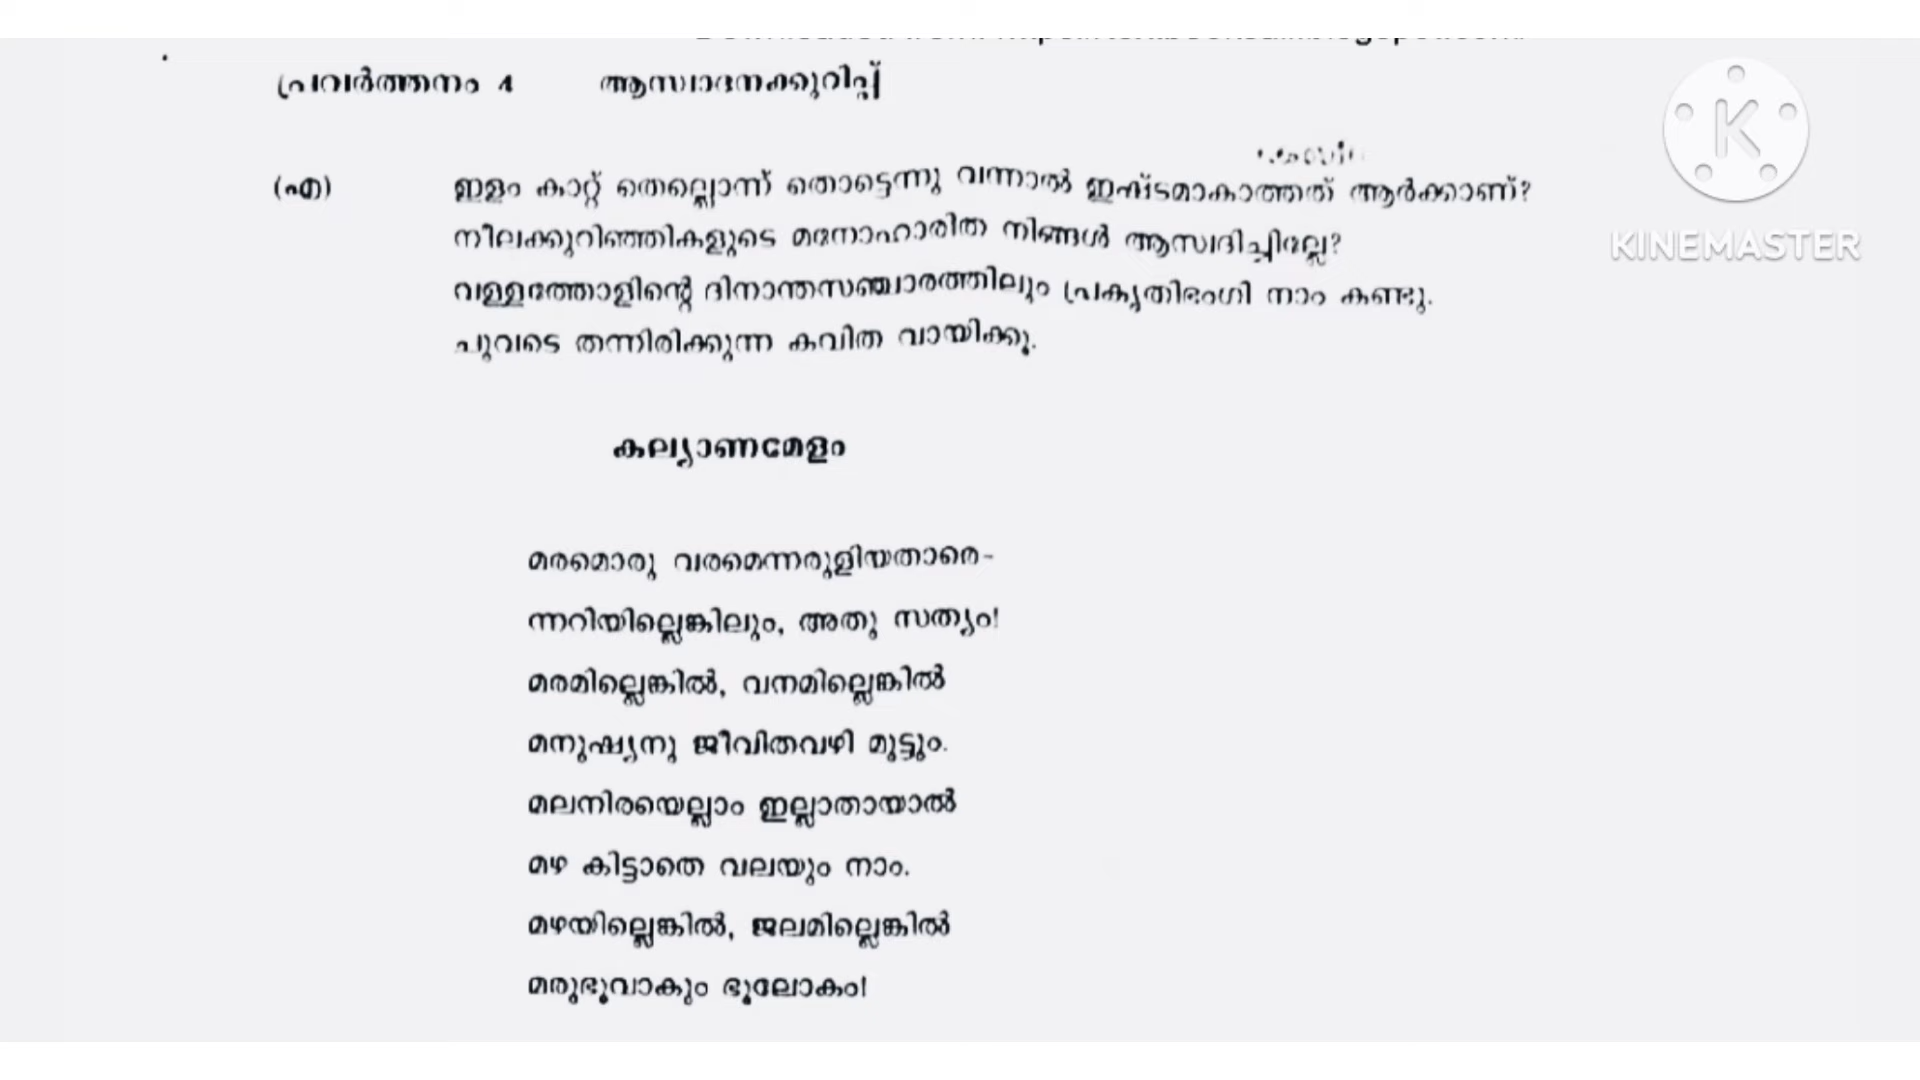 പ്രവർത്തനം 4 ആസ്വാദനക്കുറിപ്പ്
KINEMASTER
(എ) ഇളം കാറ്റ് തെല്ലൊന്ന് തൊട്ടെന്നു വന്നാൽ ഇഷ്ടമാകാത്തത് ആർക്കാണ്?
നീലക്കുറിഞ്ഞികളുടെ മനോഹാരിത നിങ്ങൾ ആസ്വദിച്ചില്ലേ?
വള്ളത്തോളിന്റെ ദിനാന്തസഞ്ചാരത്തിലും പ്രകൃതിഭംഗി നാം കണ്ടു.
ചുവടെ തന്നിരിക്കുന്ന കവിത വായിക്കൂ.
കല്യാണമേളം
മരമൊരു വരമെന്നരുളിയതാരെ-
ന്നറിയില്ലെങ്കിലും, അതു സത്യം!
മരമില്ലെങ്കിൽ, വനമില്ലെങ്കിൽ
മനുഷ്യനു ജീവിതവഴി മുട്ടും.
മലനിരയെല്ലാം ഇല്ലാതായാൽ
മഴ കിട്ടാതെ വലയും നാം.
മഴയില്ലെങ്കിൽ, ജലമില്ലെങ്കിൽ
മരുഭൂവാകും ഭൂലോകം!